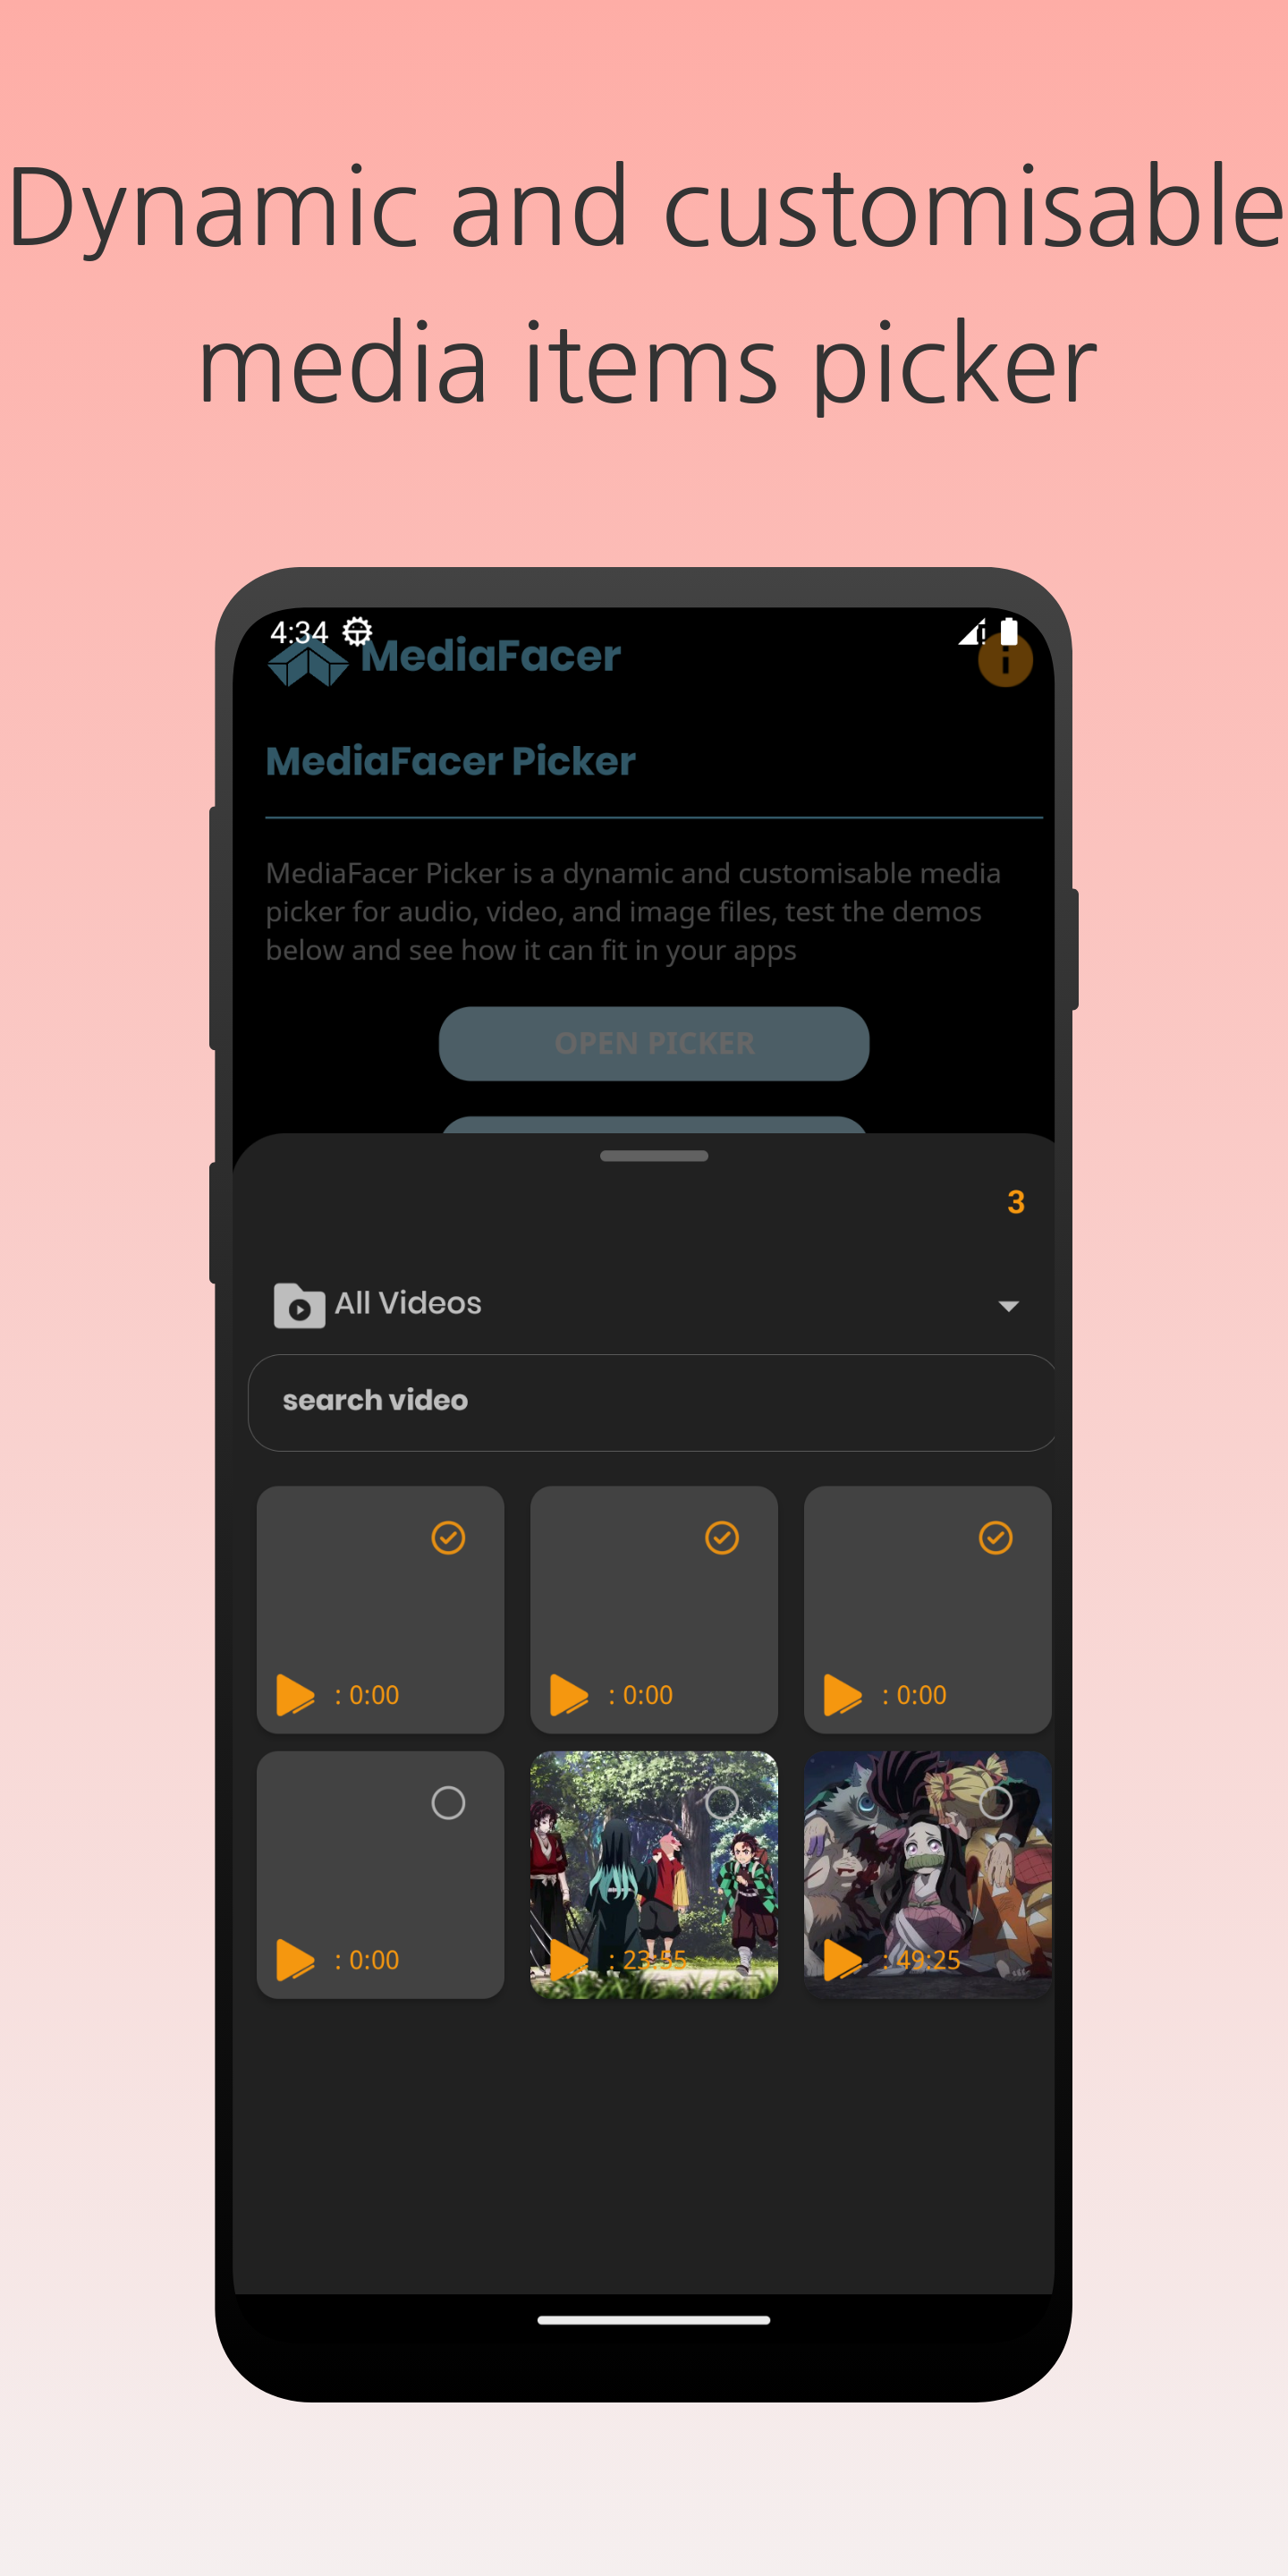 Dynamic and customisable
media items picker
4:34
MediaFacer
MediaFacer Picker
MediaFacer Picker is a dynamic and customisable media
picker for audio, video, and image files, test the demos
below and see how it can fit in your apps
OPEN PICKER
3
All Videos
search video
: 0:00
: 0:00
: 0:00
: 0:00
: 23:55
: 49:25